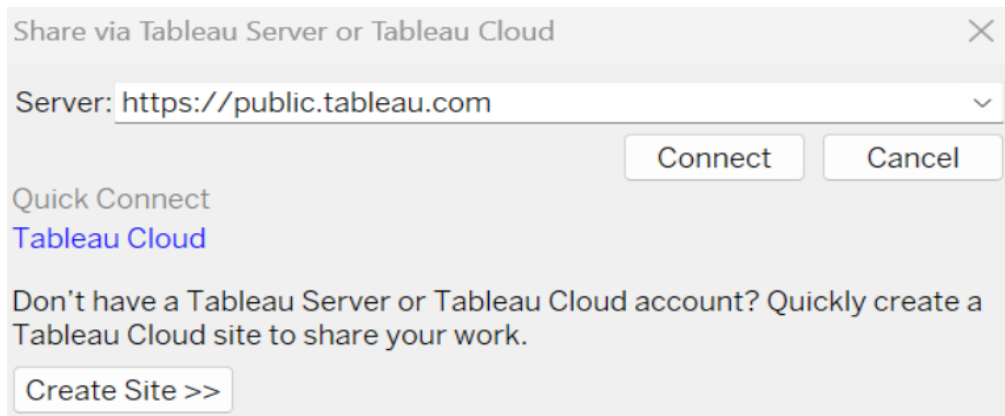 Share via Tableau Server or Tableau Cloud
Server: https://public.tableau.com
Connect Cancel
Quick Connect
Tableau Cloud
Don’t have a Tableau Server or Tableau Cloud account? Quickly create a
Tableau Cloud site to share your work.
Create Site >>